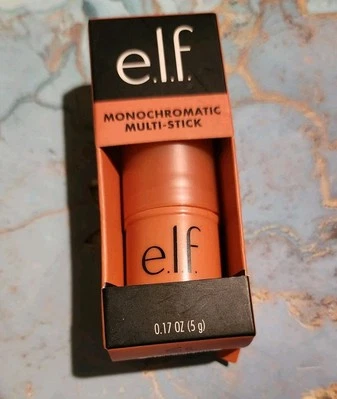 e.l.f.
MONOCHROMATIC
MULTI-STICK
e.l.f.
0.17 OZ (5 g)